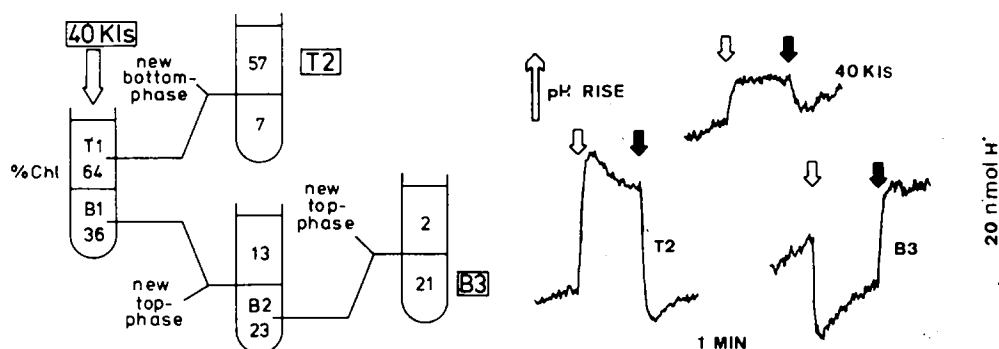 40 Kls
new
bottom-
phase
57
T2
7
%Chl
T1
64
B1
36
new
top-
phase
13
B2
23
new
top-
phase
2
21
B3
pH RISE
40 KIS
T2
B3
1 MIN
20 nmol H⁺